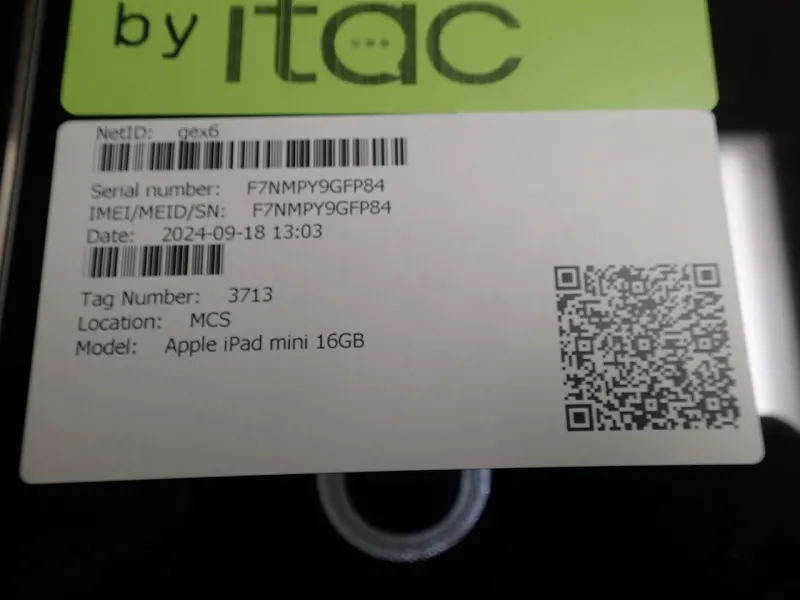 by itac
NetID: gex6
Serial number: F7NMPY9GFP84
IMEI/MEID/SN: F7NMPY9GFP84
Date: 2024-09-18 13:03
Tag Number: 3713
Location: MCS
Model: Apple iPad mini 16GB